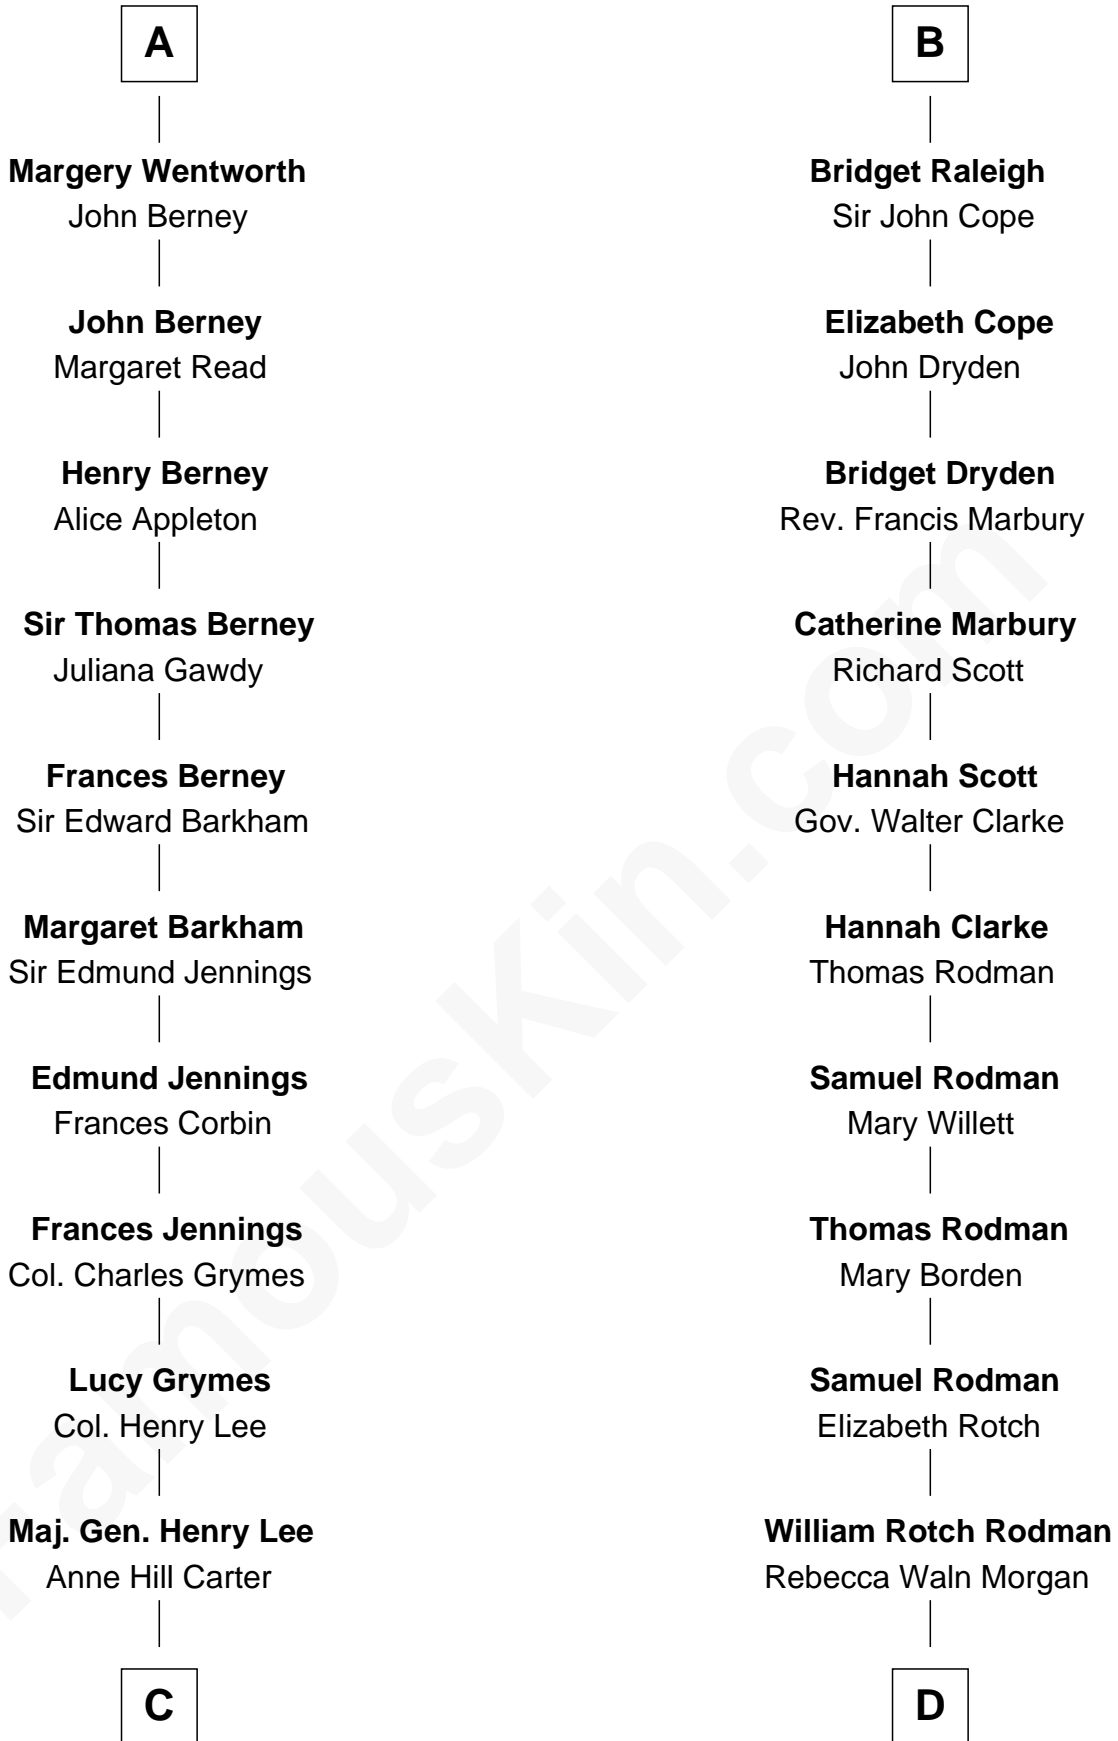 A
Margery Wentworth
John Berney
John Berney
Margaret Read
Henry Berney
Alice Appleton
Sir Thomas Berney
Juliana Gawdy
Frances Berney
Sir Edward Barkham
Margaret Barkham
Sir Edmund Jennings
Edmund Jennings
Frances Corbin
Frances Jennings
Col. Charles Grymes
Lucy Grymes
Col. Henry Lee
Maj. Gen. Henry Lee
Anne Hill Carter
C
B
Bridget Raleigh
Sir John Cope
Elizabeth Cope
John Dryden
Bridget Dryden
Rev. Francis Marbury
Catherine Marbury
Richard Scott
Hannah Scott
Gov. Walter Clarke
Hannah Clarke
Thomas Rodman
Samuel Rodman
Mary Willett
Thomas Rodman
Mary Borden
Samuel Rodman
Elizabeth Rotch
William Rotch Rodman
Rebecca Waln Morgan
D
FamousKin.com